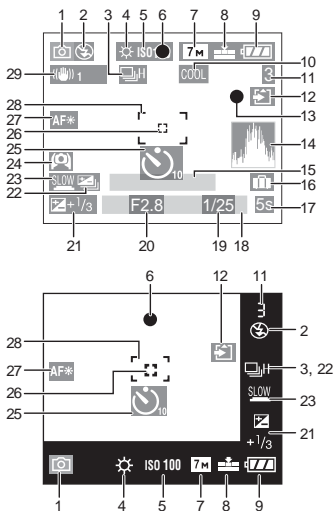 1 2 4 5 6 7 8 9
ISO 7M
29 3 H COOL 10
1 3 11
28 12
27 AF 13
26
25 14
24 10 15
23 SLOW 16
22
+1/3 F2.8 1/25 5s 17
21 20 19 18
6 12 11
3
28 2
27 AF H 3, 22
26 SLOW 23
25 10 21
+1/3
ISO 100 7M
1 4 5 7 8 9